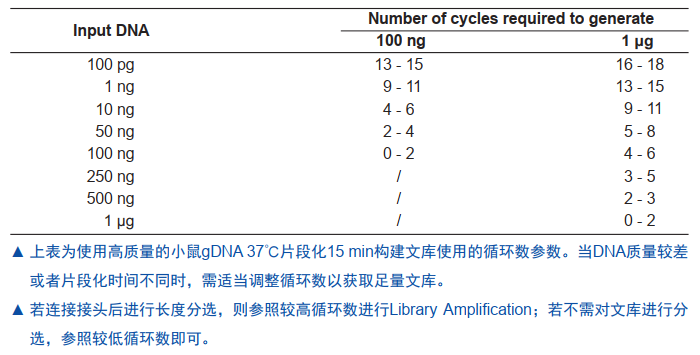 Input DNA Number of cycles required to generate
100 ng 1 μg
100 pg 13 - 15 16 - 18
1 ng 9 - 11 13 - 15
10 ng 4 - 6 9 - 11
50 ng 2 - 4 5 - 8
100 ng 0 - 2 4 - 6
250 ng / 3 - 5
500 ng / 2 - 3
1 μg / 0 - 2
▲ 上表为使用高质量的小鼠gDNA 37℃片段化15 min构建文库使用的循环数参数。当DNA质量较差
或者片段化时间不同时，需适当调整循环数以获取足量文库。
▲ 若连接接头后进行长度分选，则参照较高循环数进行Library Amplification；若不需对文库进行分
选，参照较低循环数即可。